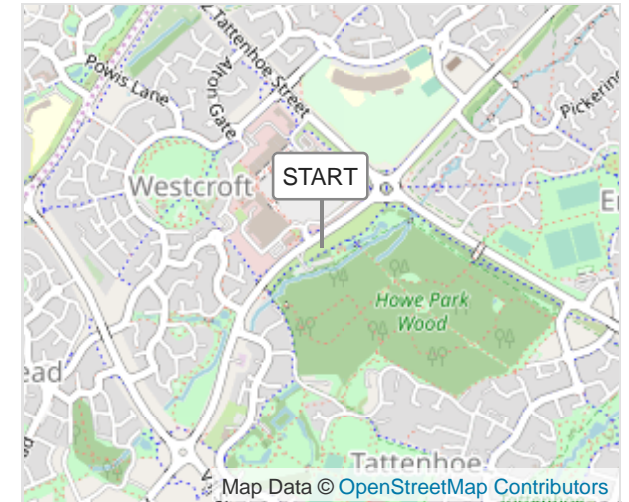 Tattenhoe Street
Powis Lane
Alton Gate
Pickering
Westcroft
START
Howe Park
Wood
ead
Tattenhoe
Map Data © OpenStreetMap Contributors